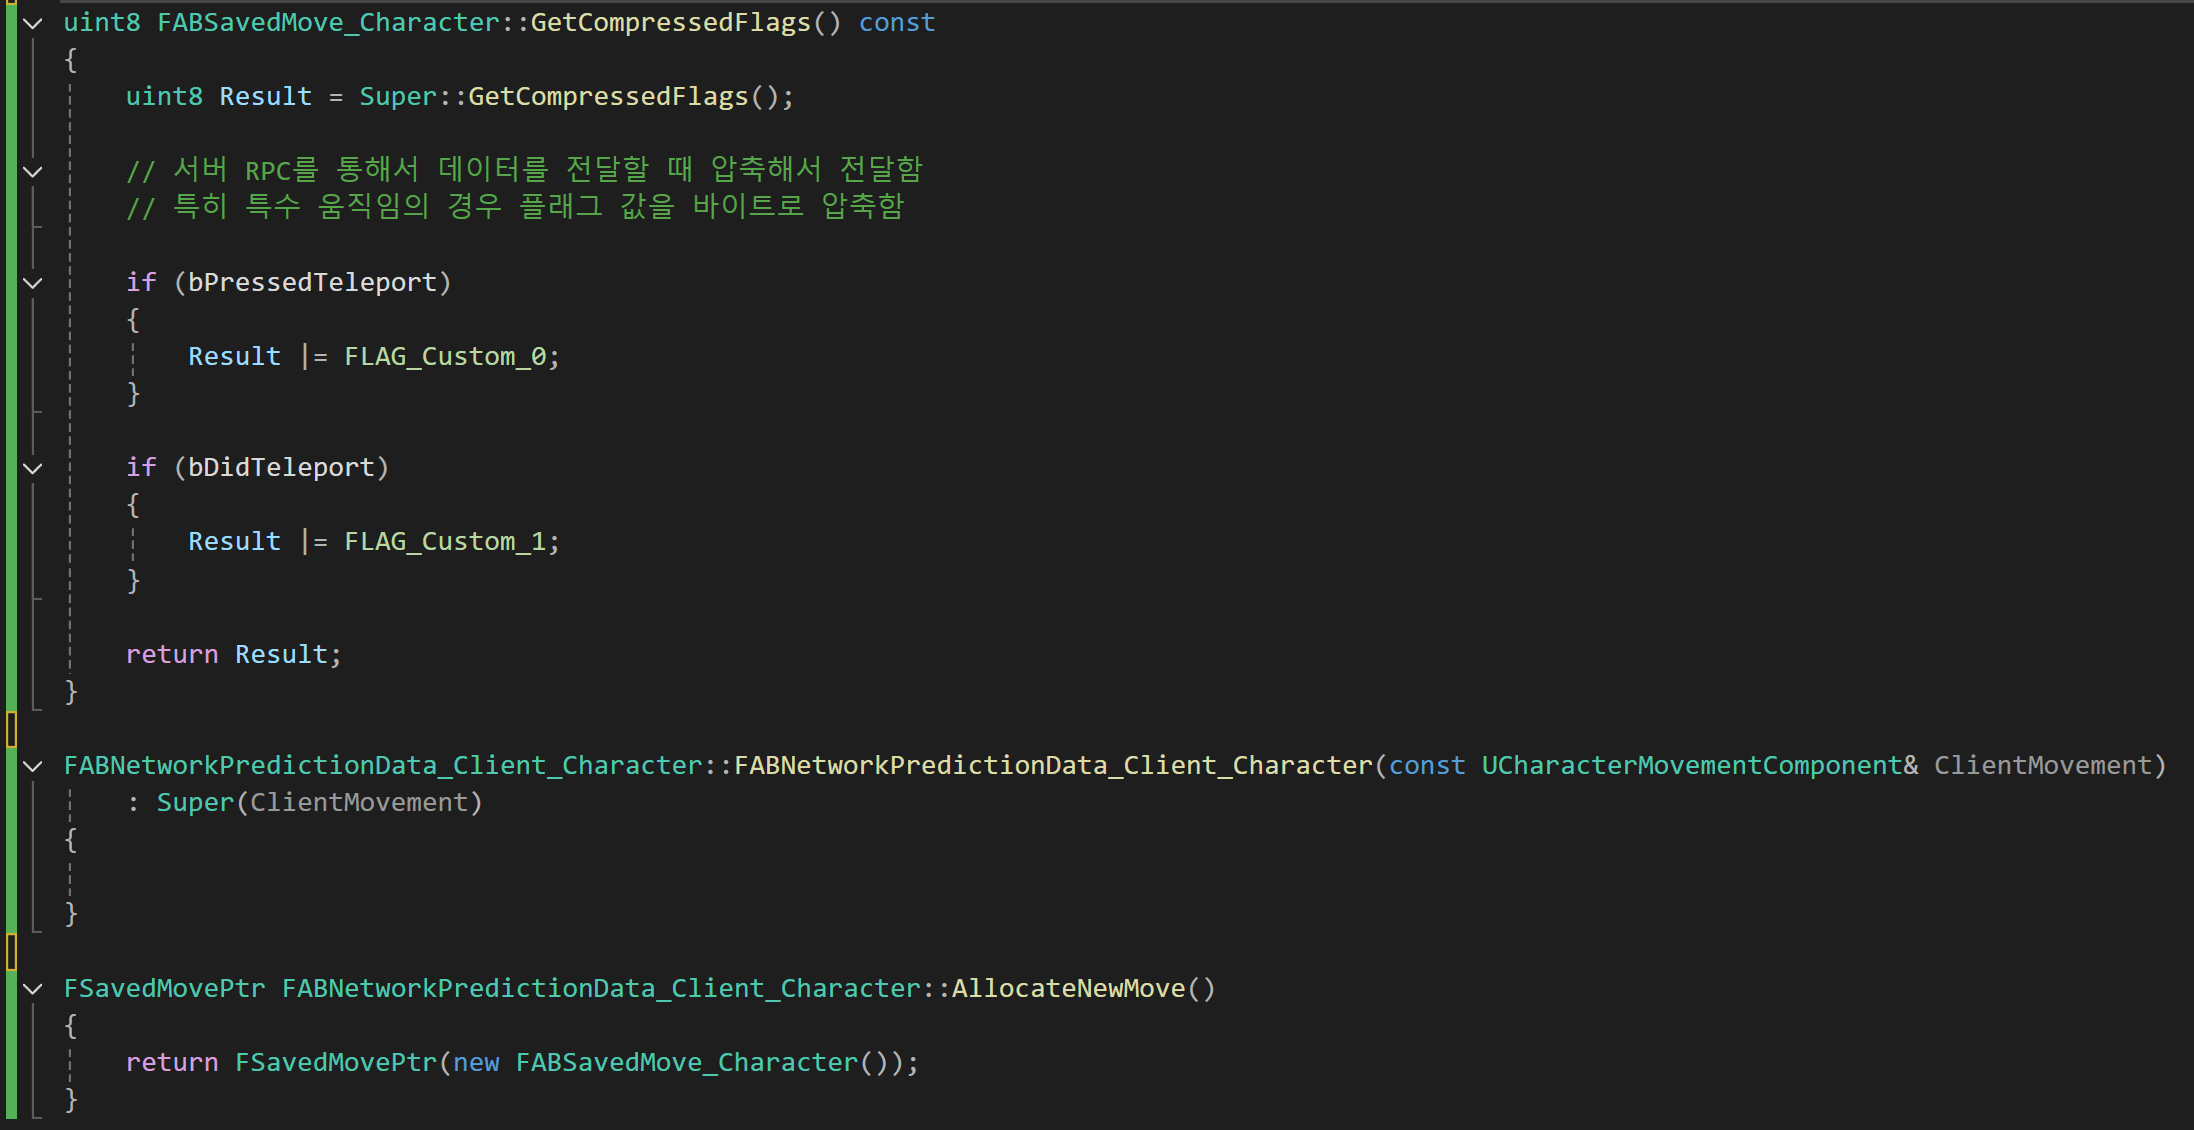 uint8 FABSavedMove_Character::GetCompressedFlags() const
{
    uint8 Result = Super::GetCompressedFlags();

    // 서버 RPC를 통해서 데이터를 전달할 때 압축해서 전달함
    // 특히 특수 움직임의 경우 플래그 값을 바이트로 압축함

    if (bPressedTeleport)
    {
        Result |= FLAG_Custom_0;
    }

    if (bDidTeleport)
    {
        Result |= FLAG_Custom_1;
    }

    return Result;
}

FABNetworkPredictionData_Client_Character::FABNetworkPredictionData_Client_Character(const UCharacterMovementComponent& ClientMovement)
    : Super(ClientMovement)
{

}

FSavedMovePtr FABNetworkPredictionData_Client_Character::AllocateNewMove()
{
    return FSavedMovePtr(new FABSavedMove_Character());
}